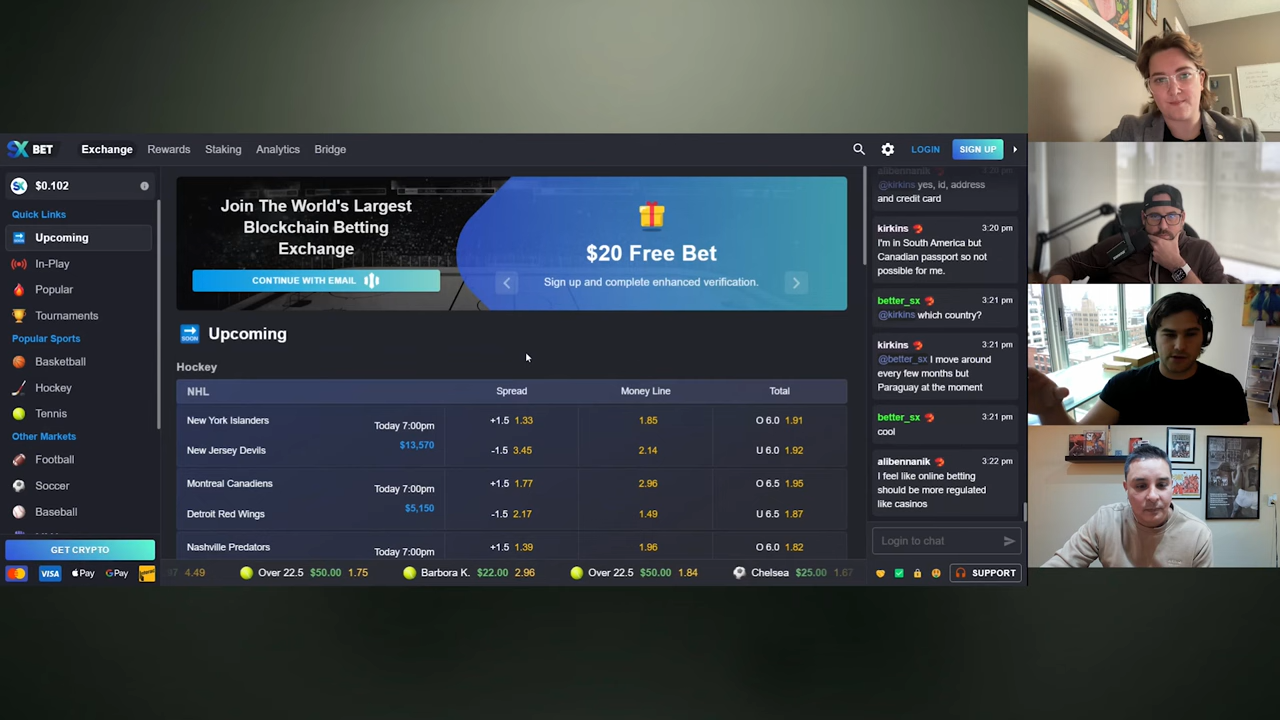 SX BET
Exchange
Rewards
Staking
Analytics
Bridge
LOGIN
SIGN UP
$0.102
Quick Links
Upcoming
In-Play
Popular
Tournaments
Popular Sports
Basketball
Hockey
Tennis
Other Markets
Football
Soccer
Baseball
GET CRYPTO
VISA
Pay
G Pay
Join The World's Largest
Blockchain Betting
Exchange
CONTINUE WITH EMAIL
$20 Free Bet
Sign up and complete enhanced verification.
SOON
Upcoming
Hockey
NHL
Spread
Money Line
Total
New York Islanders
Today 7:00pm
+1.5 1.33
1.85
O 6.0 1.91
$13,570
New Jersey Devils
-1.5 3.45
2.14
U 6.0 1.92
Montreal Canadiens
Today 7:00pm
+1.5 1.77
2.96
O 6.5 1.95
$5,150
Detroit Red Wings
-1.5 2.17
1.49
U 6.5 1.87
Nashville Predators
Today 7:00pm
+1.5 1.39
1.96
O 6.0 1.82
4.49
Over 22.5 $50.00 1.75
Barbora K. $22.00 2.96
Over 22.5 $50.00 1.84
Chelsea $25.00 1.67
alibennanik 3:20 pm
@kirkins yes, id, address
and credit card
kirkins 3:20 pm
I'm in South America but
Canadian passport so not
possible for me.
better_sx 3:21 pm
@kirkins which country?
kirkins 3:21 pm
@better_sx I move around
every few months but
Paraguay at the moment
better_sx 3:21 pm
cool
alibennanik 3:22 pm
I feel like online betting
should be more regulated
like casinos
Login to chat
SUPPORT